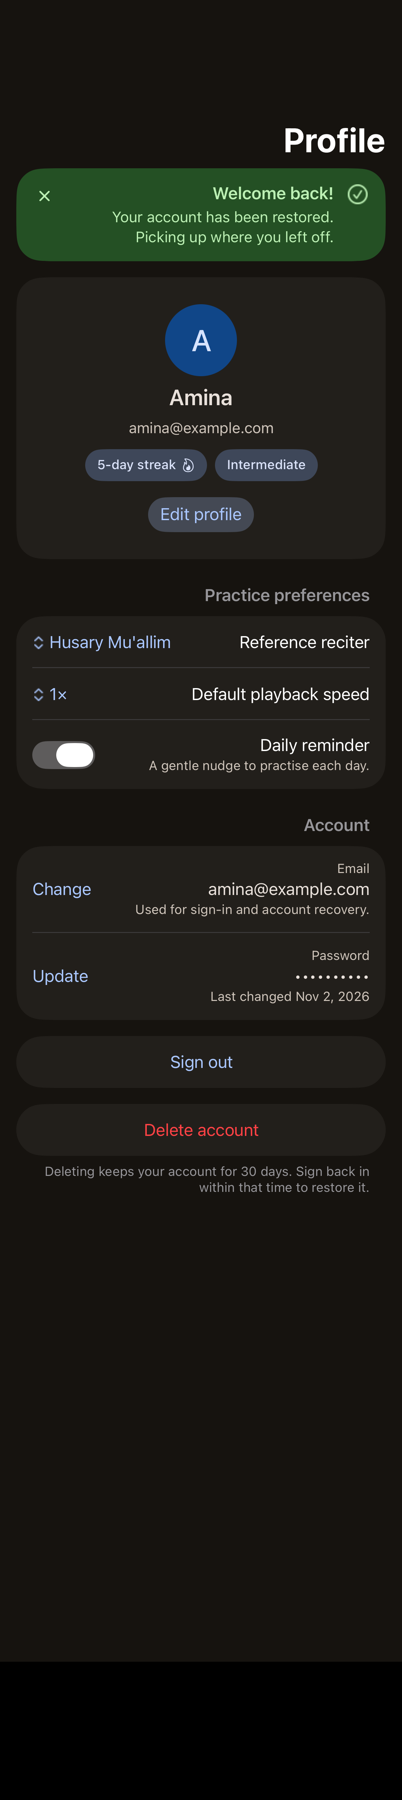 Profile
Welcome back!
Your account has been restored.
Picking up where you left off.
A
Amina
amina@example.com
5-day streak
Intermediate
Edit profile
Practice preferences
Reference reciter
Husary Mu'allim
Default playback speed
1×
Daily reminder
A gentle nudge to practise each day.
Account
Email
amina@example.com
Used for sign-in and account recovery.
Change
Password
••••••••••
Last changed Nov 2, 2026
Update
Sign out
Delete account
Deleting keeps your account for 30 days. Sign back in
within that time to restore it.